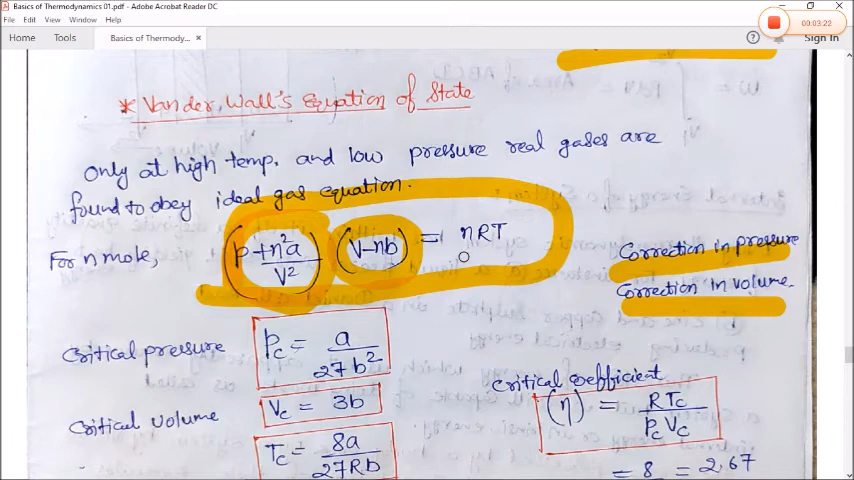 Basics of Thermodynamics 01.pdf - Adobe Acrobat Reader DC
File Edit View Window Help
00:03:22
Home Tools Basics of Thermody... × Sign In
* Vander Wall's Equation of State
Only at high temp. and low pressure real gases are
found to obey ideal gas equation.
For n mole, (P + n²a/V²) (V-nb) = nRT
Correction in pressure
Correction in volume.
Critical pressure Pc = a/27b²
Critical volume Vc = 3b
Tc = 8a/27Rb
Critical coefficient
(η) = RTc/PcVc
= 8 = 2.67